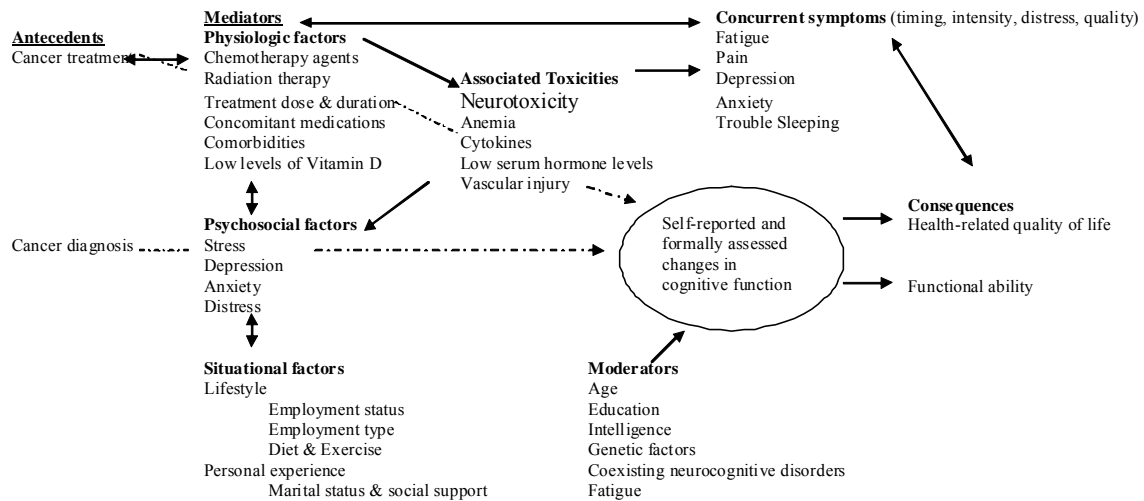 Antecedents
Cancer treatment
Cancer diagnosis
Mediators
Physiologic factors
Chemotherapy agents
Radiation therapy
Treatment dose & duration
Concomitant medications
Comorbidities
Low levels of Vitamin D
Psychosocial factors
Stress
Depression
Anxiety
Distress
Situational factors
Lifestyle
Employment status
Employment type
Diet & Exercise
Personal experience
Marital status & social support
Associated Toxicities
Neurotoxicity
Anemia
Cytokines
Low serum hormone levels
Vascular injury
Concurrent symptoms (timing, intensity, distress, quality)
Fatigue
Pain
Depression
Anxiety
Trouble Sleeping
Self-reported and
formally assessed
changes in
cognitive function
Moderators
Age
Education
Intelligence
Genetic factors
Coexisting neurocognitive disorders
Fatigue
Consequences
Health-related quality of life
Functional ability